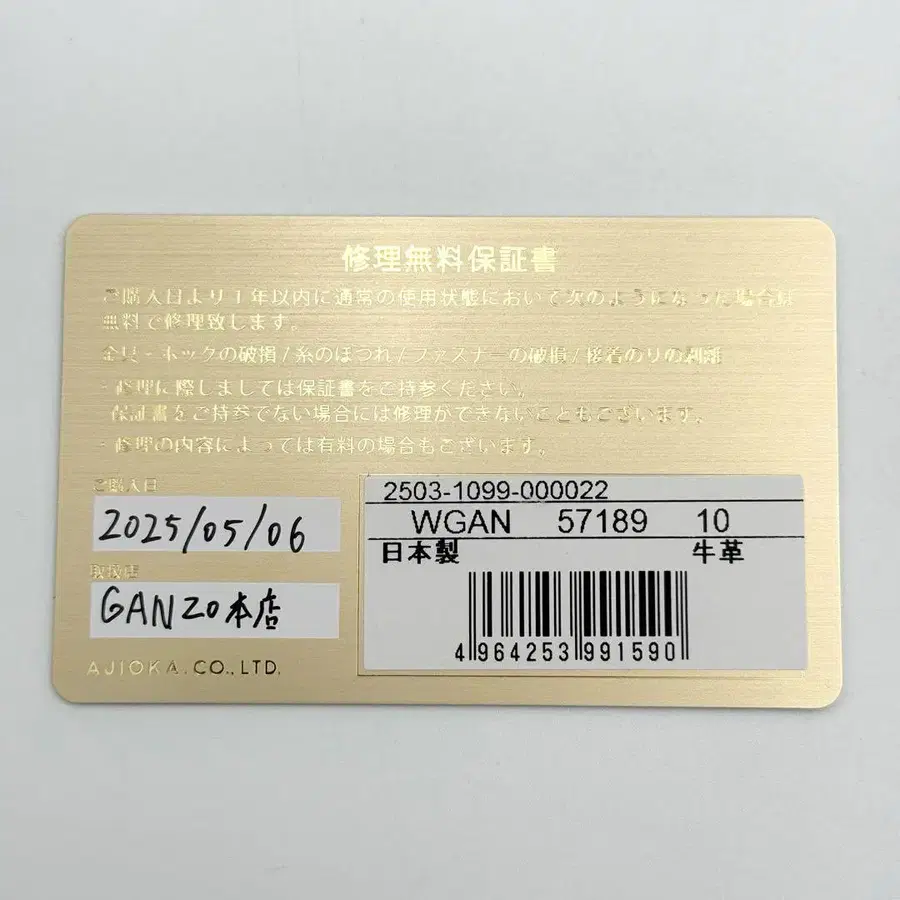 修理無料保証書
ご購入日より1年以内に通常の使用状態において次のようになった場合は
無料で修理致します。
金具・ホックの破損/糸のほつれ/ファスナーの破損/接着のりの剥離
・修理に際しましては保証書をご持参ください。
保証書をご持参でない場合には修理ができないこともございます。
・修理の内容によっては有料の場合もございます。
ご購入日
2025/05/06
取扱店
GANZO本店
AJIOKA.CO.,LTD.
2503-1099-000022
WGAN 57189 10
日本製 牛革
4964253991590